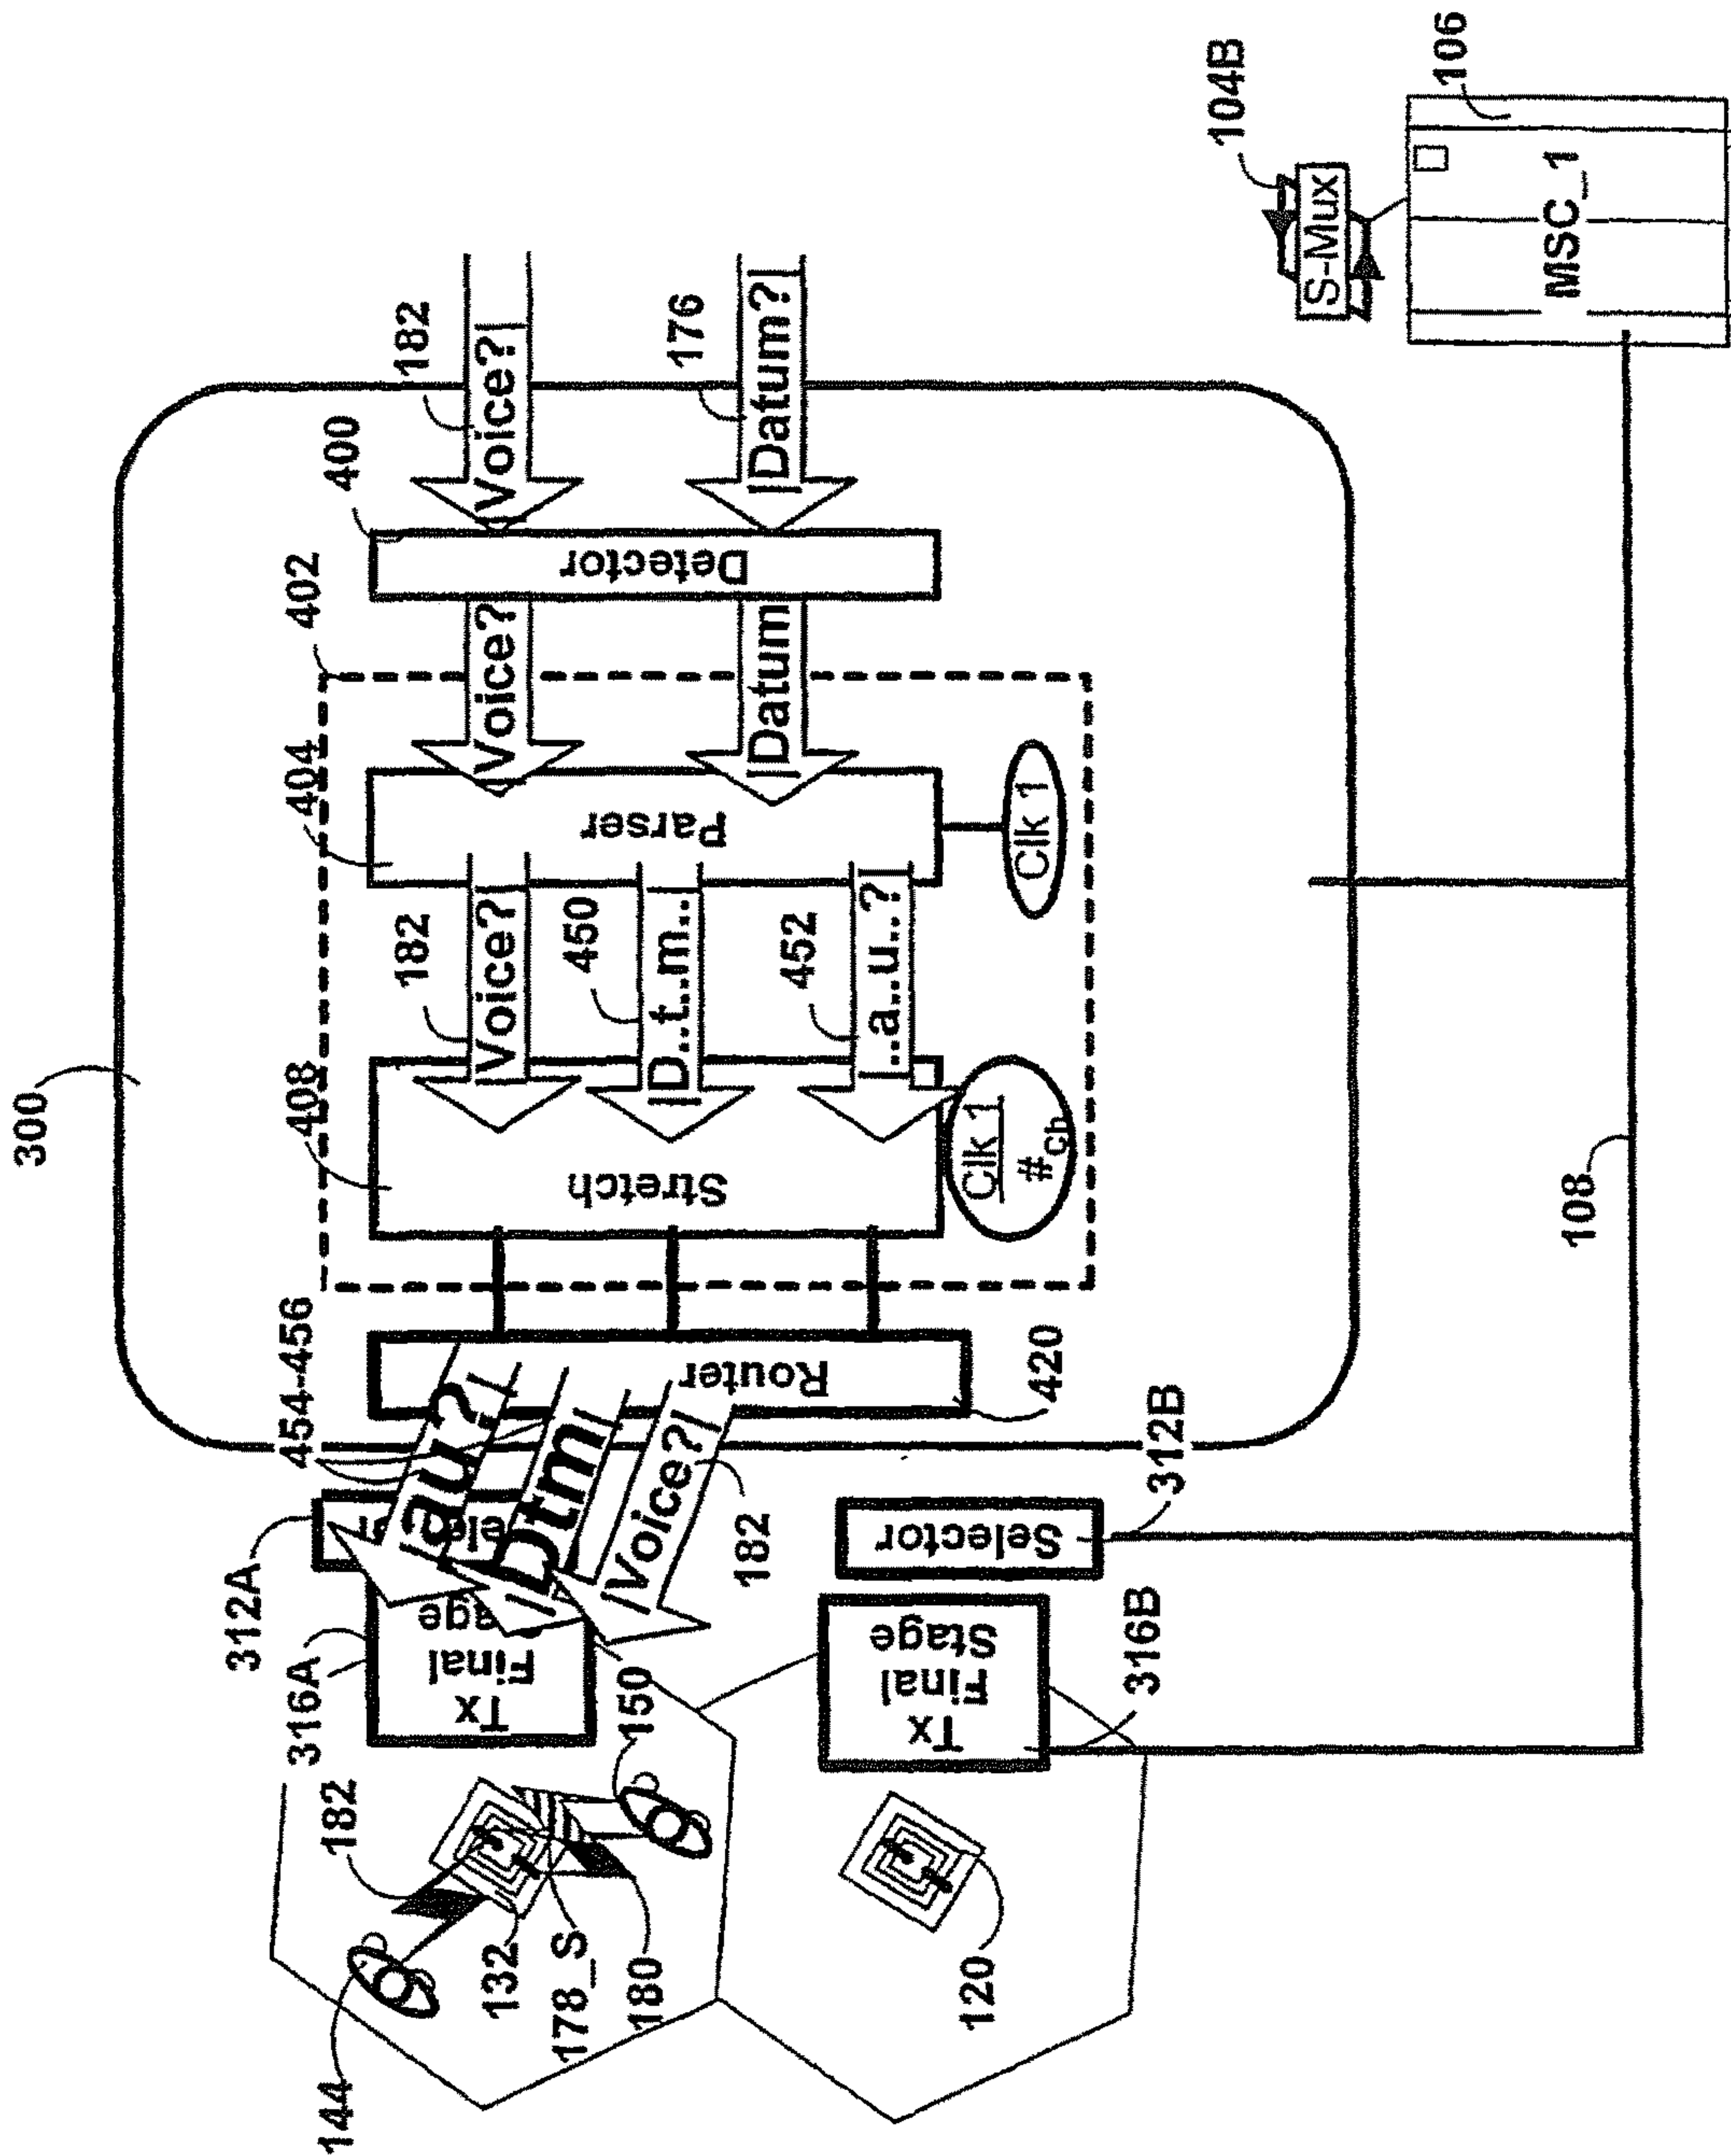 300
144
182
316A
312A
454-456
408
404
402
400
182
182
|Voice?|
|Voice?|
|Voice?|
|au?|
|Dtm|
|Voice?|
132
178_S
180
150
182
Tx
Final
Stretch
Parser
Detector
Router
450
|D..t..m..|
452
|..a..u..?|
176
|Datum|
|Datum?|
120
Tx
Final
Stage
Selector
316B
312B
420
Clk 1
#Ch
Clk 1
108
104B
S-Mux
106
MSC_1